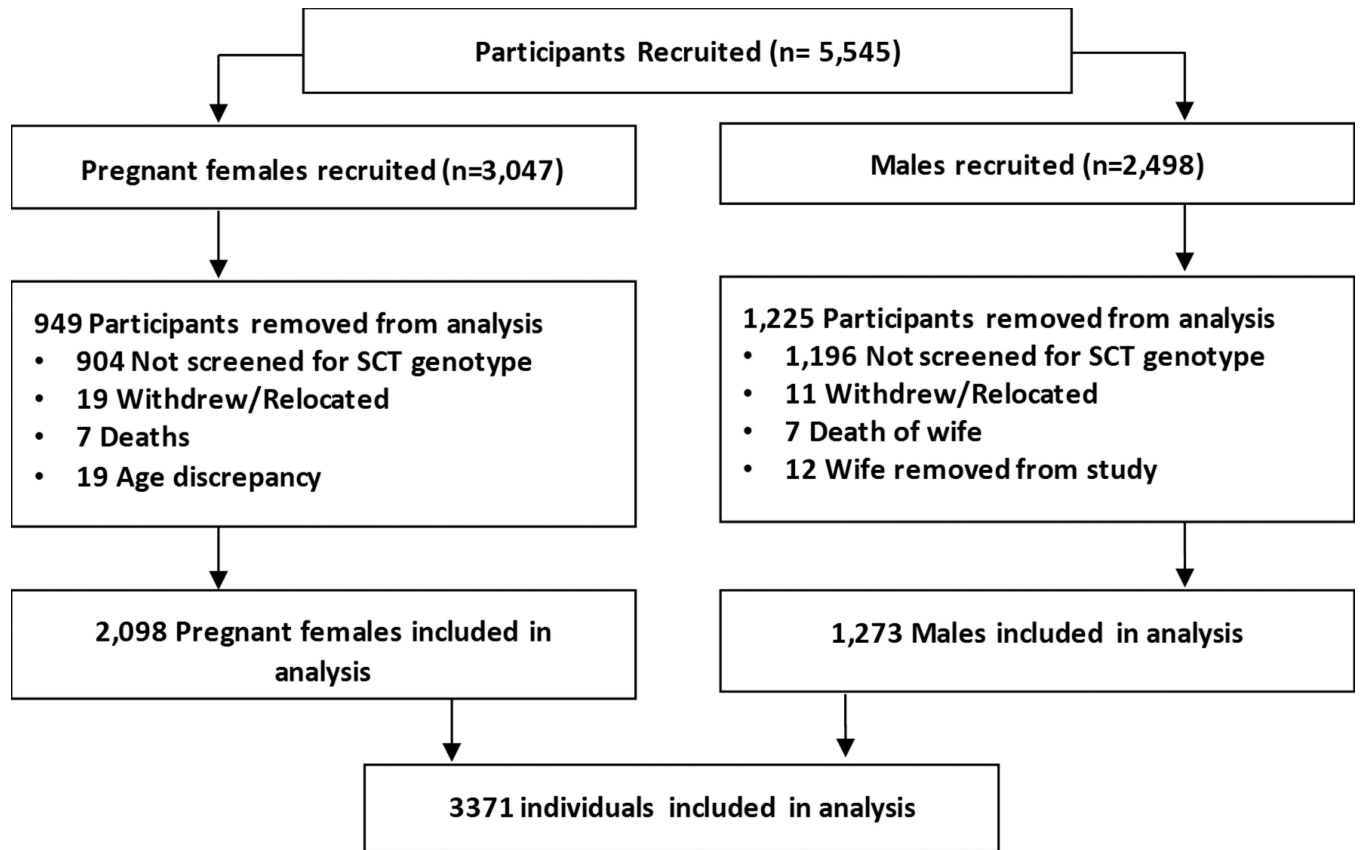 Participants Recruited (n= 5,545)
Pregnant females recruited (n=3,047)
Males recruited (n=2,498)
949 Participants removed from analysis
• 904 Not screened for SCT genotype
• 19 Withdrew/Relocated
• 7 Deaths
• 19 Age discrepancy
1,225 Participants removed from analysis
• 1,196 Not screened for SCT genotype
• 11 Withdrew/Relocated
• 7 Death of wife
• 12 Wife removed from study
2,098 Pregnant females included in
analysis
1,273 Males included in analysis
3371 individuals included in analysis